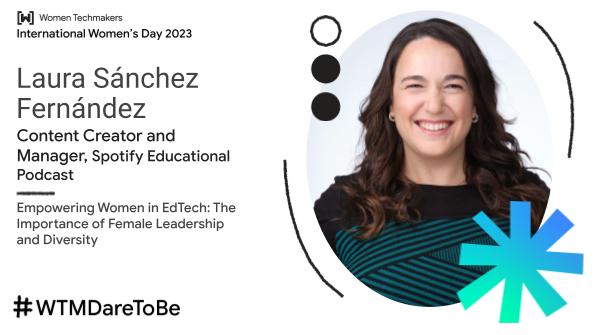 Women Techmakers
International Women's Day 2023
Laura Sánchez
Fernández
Content Creator and
Manager, Spotify Educational
Podcast
Empowering Women in EdTech: The
Importance of Female Leadership
and Diversity
#WTMDareToBe